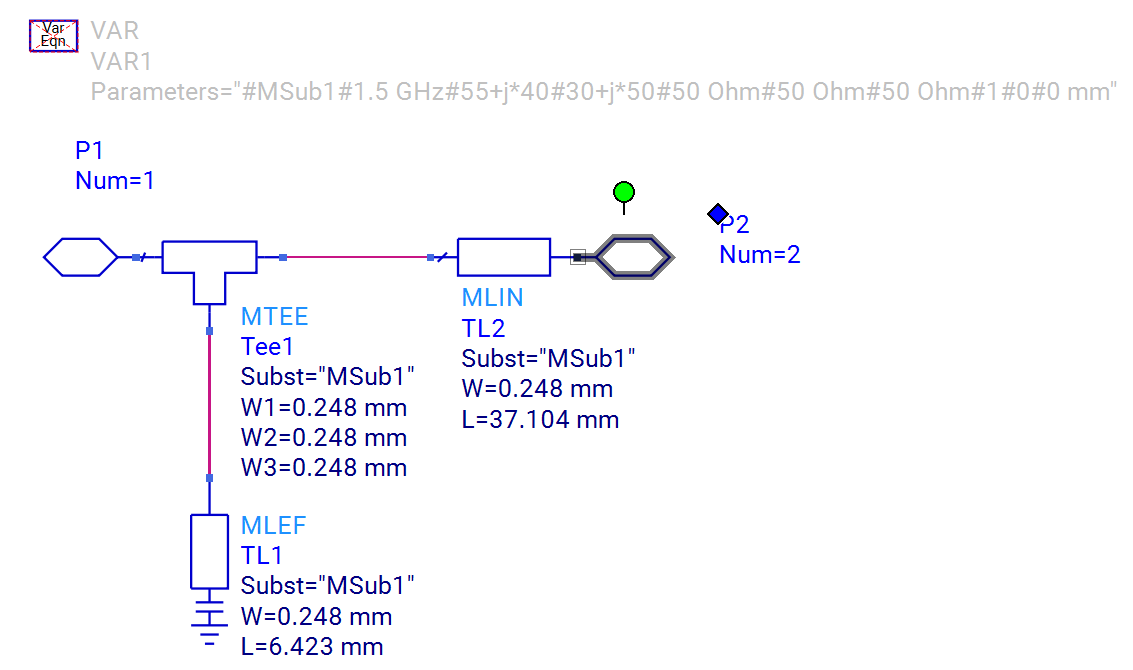 Var
Eqn
VAR
VAR1
Parameters="#MSub1#1.5 GHz#55+j*40#30+j*50#50 Ohm#50 Ohm#50 Ohm#1#0#0 mm"
P1
Num=1
P2
Num=2
MTEE
Tee1
Subst="MSub1"
W1=0.248 mm
W2=0.248 mm
W3=0.248 mm
MLIN
TL2
Subst="MSub1"
W=0.248 mm
L=37.104 mm
MLEF
TL1
Subst="MSub1"
W=0.248 mm
L=6.423 mm